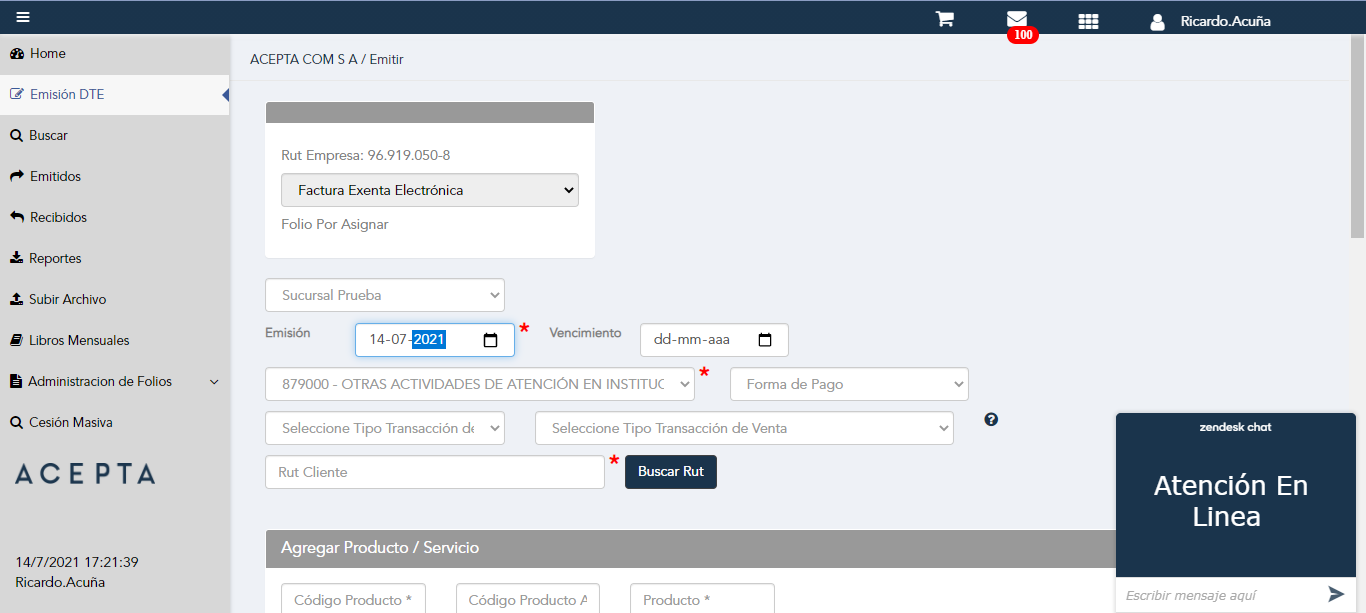 Ricardo.Acuña
100
Home
Emisión DTE
Buscar
Emitidos
Recibidos
Reportes
Subir Archivo
Libros Mensuales
Administracion de Folios
Cesión Masiva
ACEPTA
14/7/2021 17:21:39
Ricardo.Acuña
ACEPTA COM S A / Emitir
Rut Empresa: 96.919.050-8
Factura Exenta Electrónica
Folio Por Asignar
Sucursal Prueba
Emisión 14-07-2021 * Vencimiento dd-mm-aaa
879000 - OTRAS ACTIVIDADES DE ATENCIÓN EN INSTITUC * Forma de Pago
Seleccione Tipo Transacción de Seleccione Tipo Transacción de Venta ?
Rut Cliente * Buscar Rut
Agregar Producto / Servicio
Código Producto * Código Producto A Producto *
zendesk chat
Atención En
Linea
Escribir mensaje aquí